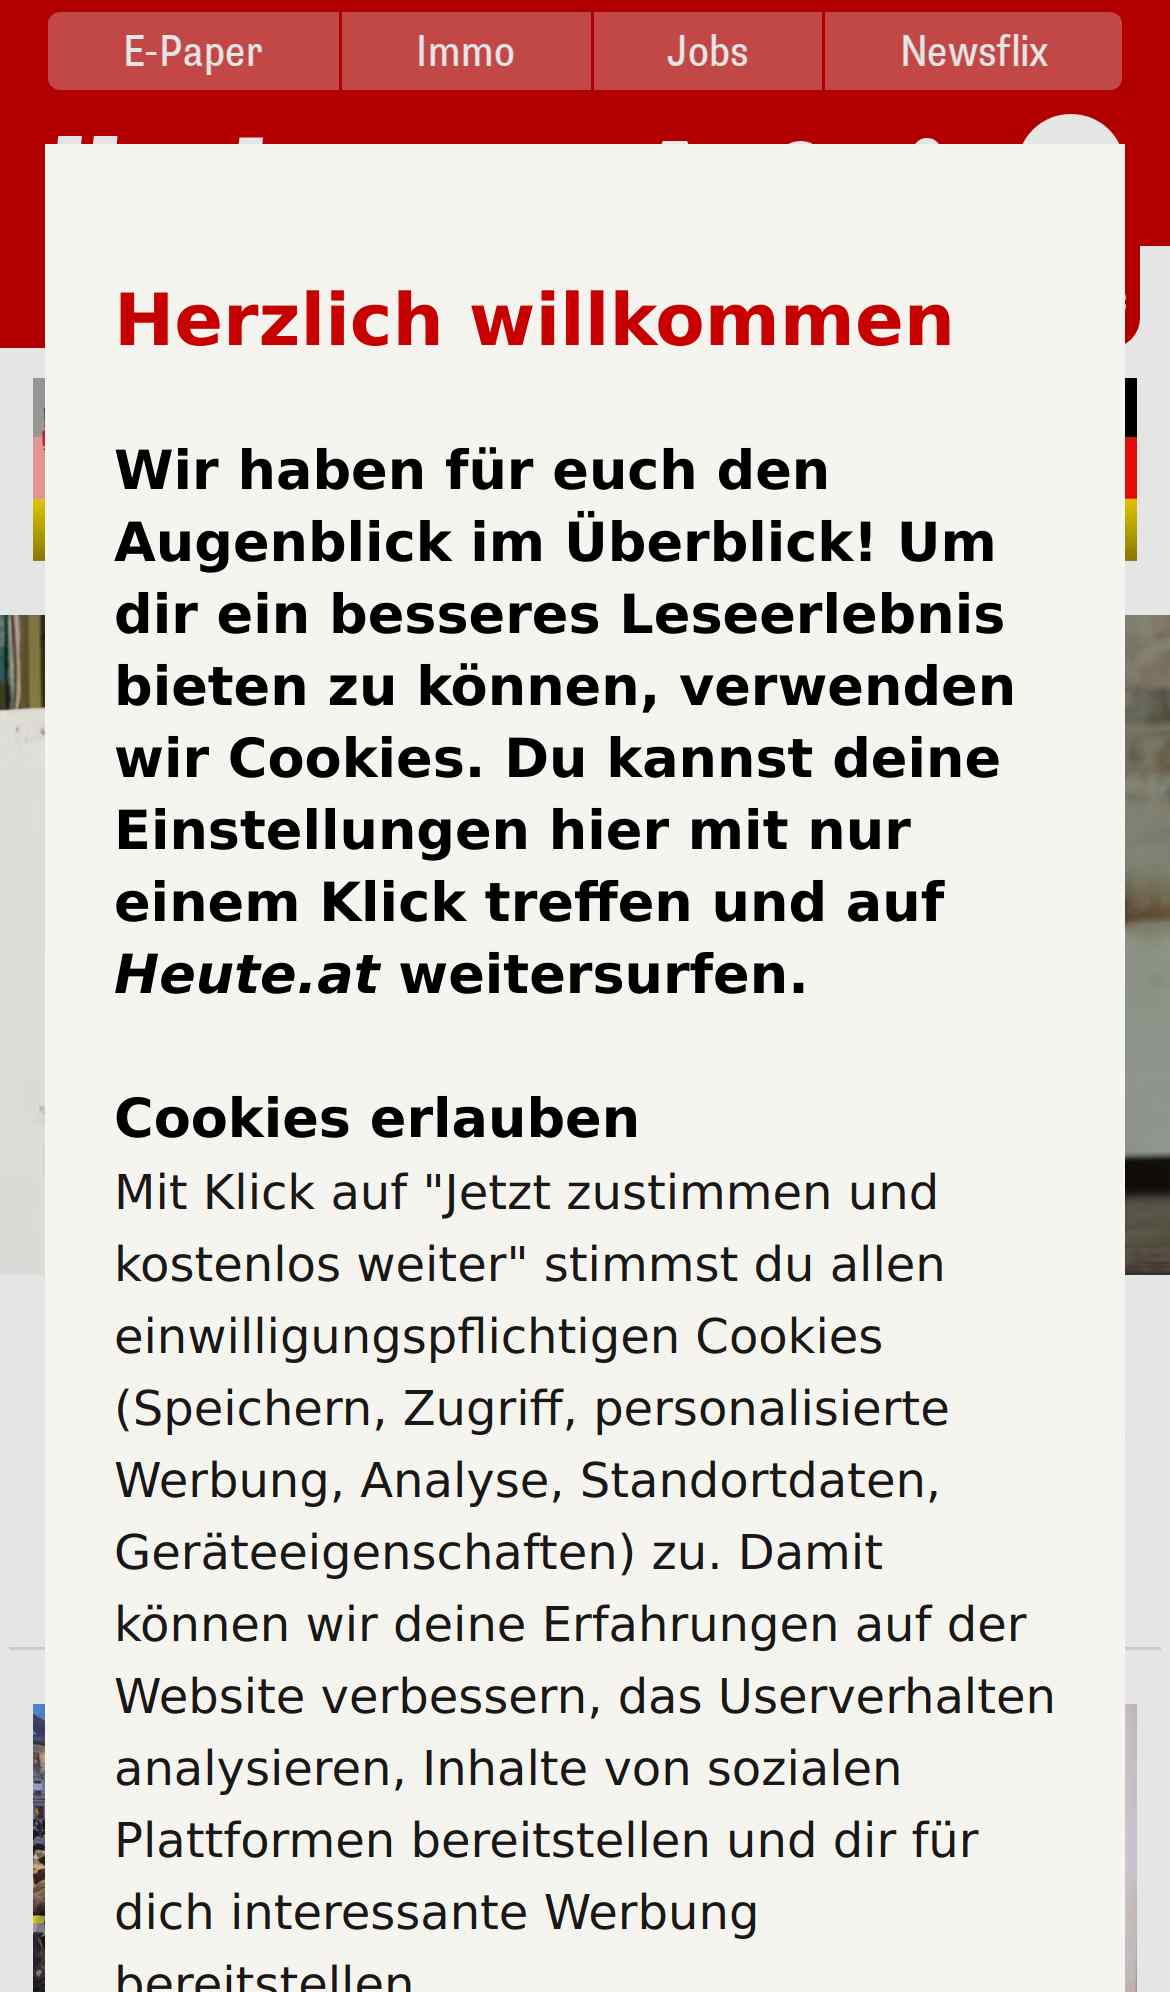 E-Paper Immo Jobs Newsflix
Herzlich willkommen
Wir haben für euch den
Augenblick im Überblick! Um
dir ein besseres Leseerlebnis
bieten zu können, verwenden
wir Cookies. Du kannst deine
Einstellungen hier mit nur
einem Klick treffen und auf
Heute.at weitersurfen.
Cookies erlauben
Mit Klick auf "Jetzt zustimmen und
kostenlos weiter" stimmst du allen
einwilligungspflichtigen Cookies
(Speichern, Zugriff, personalisierte
Werbung, Analyse, Standortdaten,
Geräteeigenschaften) zu. Damit
können wir deine Erfahrungen auf der
Website verbessern, das Userverhalten
analysieren, Inhalte von sozialen
Plattformen bereitstellen und dir für
dich interessante Werbung
bereitstellen